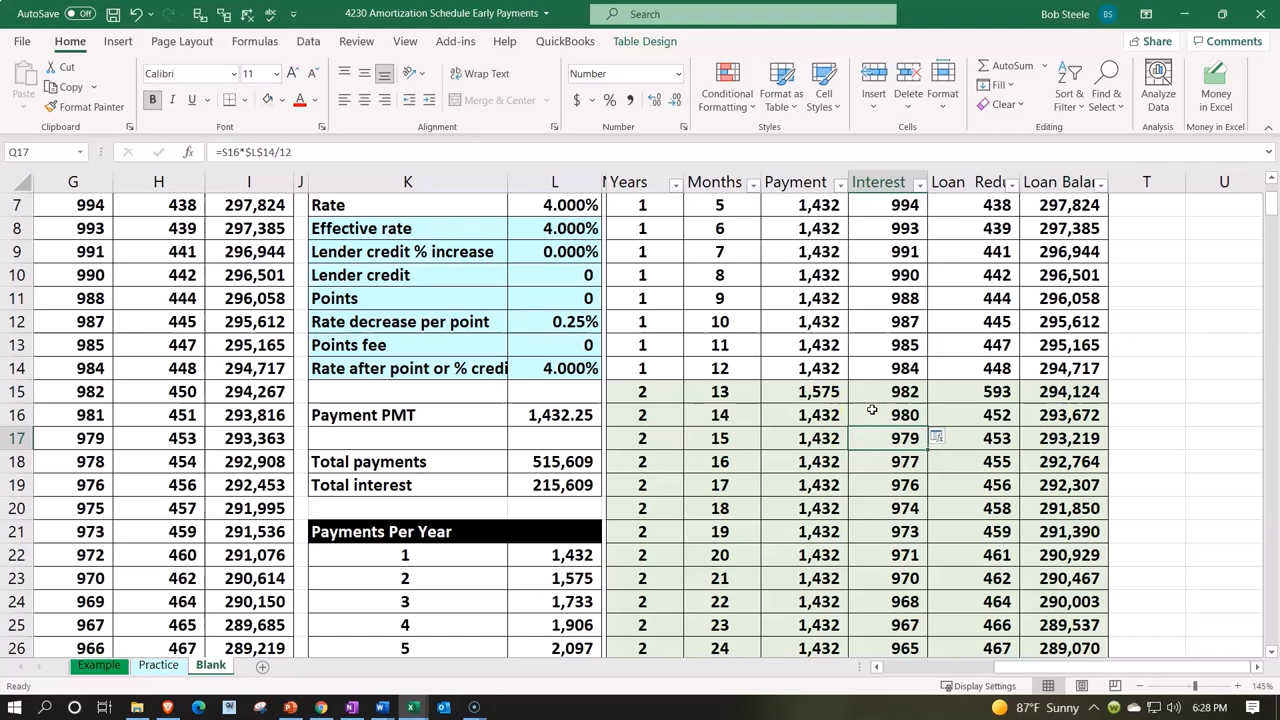 AutoSave Off 4230 Amortization Schedule Early Payments Search Bob Steele BS
File Home Insert Page Layout Formulas Data Review View Add-ins Help QuickBooks Table Design Share Comments
Paste Cut Copy Format Painter Clipboard
Calibri 11 B I U Font
Wrap Text Merge & Center Alignment
Number $ % Number
Conditional Formatting Format as Table Cell Styles Styles
Insert Delete Format Cells
AutoSum Fill Clear Sort & Filter Find & Select Editing
Analyze Data Analysis
Money in Excel Money in Excel
Q17 fx =S16*$L$14/12
G H I J K L Years Months Payment Interest Loan Redu Loan Balan T U
7 994 438 297,824 Rate 4.000% 1 5 1,432 994 438 297,824
8 993 439 297,385 Effective rate 4.000% 1 6 1,432 993 439 297,385
9 991 441 296,944 Lender credit % increase 0.000% 1 7 1,432 991 441 296,944
10 990 442 296,501 Lender credit 0 1 8 1,432 990 442 296,501
11 988 444 296,058 Points 0 1 9 1,432 988 444 296,058
12 987 445 295,612 Rate decrease per point 0.25% 1 10 1,432 987 445 295,612
13 985 447 295,165 Points fee 0 1 11 1,432 985 447 295,165
14 984 448 294,717 Rate after point or % credi 4.000% 1 12 1,432 984 448 294,717
15 982 450 294,267 2 13 1,575 982 593 294,124
16 981 451 293,816 Payment PMT 1,432.25 2 14 1,432 980 452 293,672
17 979 453 293,363 2 15 1,432 979 453 293,219
18 978 454 292,908 Total payments 515,609 2 16 1,432 977 455 292,764
19 976 456 292,453 Total interest 215,609 2 17 1,432 976 456 292,307
20 975 457 291,995 2 18 1,432 974 458 291,850
21 973 459 291,536 Payments Per Year 2 19 1,432 973 459 291,390
22 972 460 291,076 1 1,432 2 20 1,432 971 461 290,929
23 970 462 290,614 2 1,575 2 21 1,432 970 462 290,467
24 969 464 290,150 3 1,733 2 22 1,432 968 464 290,003
25 967 465 289,685 4 1,906 2 23 1,432 967 466 289,537
26 966 466 289,219 5 2,097 2 24 1,432 965 467 289,070
Example Practice Blank
Ready Display Settings 145%
87°F Sunny 6:28 PM